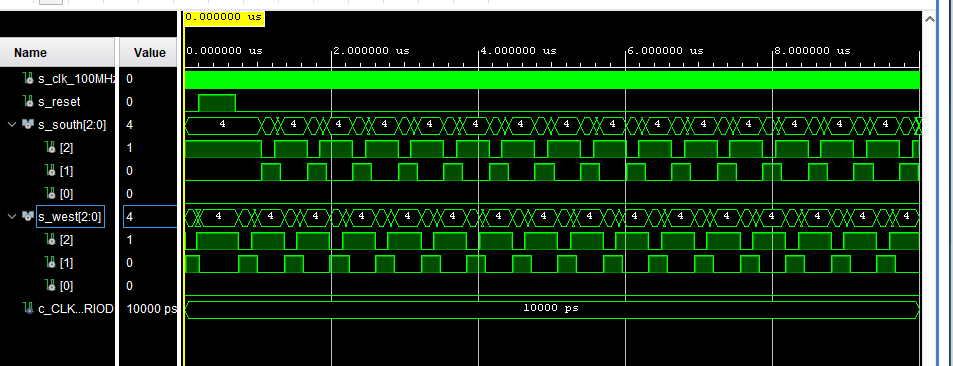 0.000000 us
Name Value
0.000000 us 2.000000 us 4.000000 us 6.000000 us 8.000000 us
s_clk_100MHz 0
s_reset 0
s_south[2:0] 4 4 4 4 4 4 4 4 4 4 4 4 4 4 4 4
[2] 1
[1] 0
[0] 0
s_west[2:0] 4 4 4 4 4 4 4 4 4 4 4 4 4 4 4 4 4
[2] 1
[1] 0
[0] 0
c_CLK...RIOD 10000 ps 10000 ps